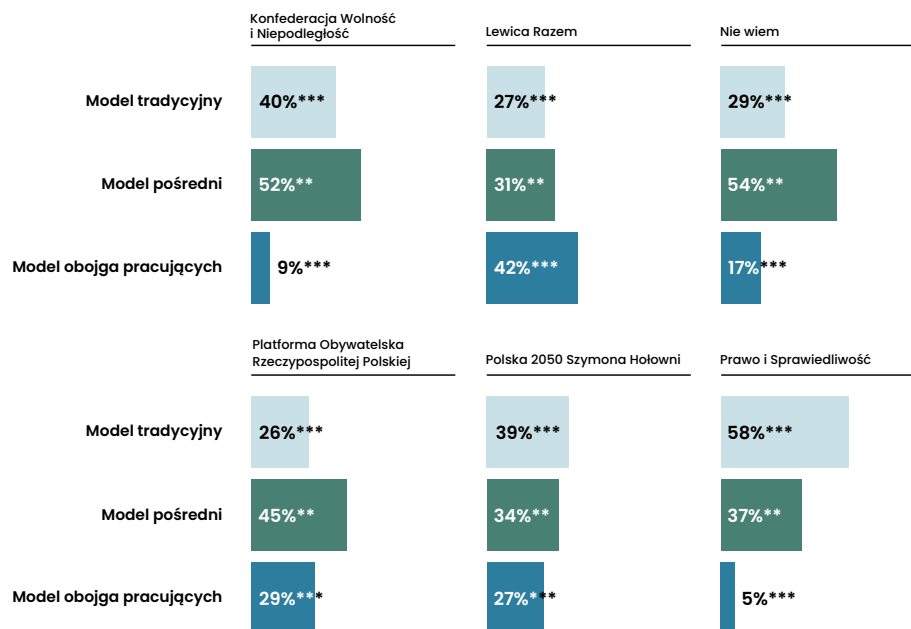 Konfederacja Wolność
i Niepodległość
Lewica Razem
Nie wiem
Model tradycyjny
40%***
27%***
29%***
Model pośredni
52%**
31%**
54%**
Model obojga pracujących
9%***
42%***
17%***
Platforma Obywatelska
Rzeczypospolitej Polskiej
Polska 2050 Szymona Hołowni
Prawo i Sprawiedliwość
Model tradycyjny
26%***
39%***
58%***
Model pośredni
45%**
34%**
37%**
Model obojga pracujących
29%***
27%***
5%***